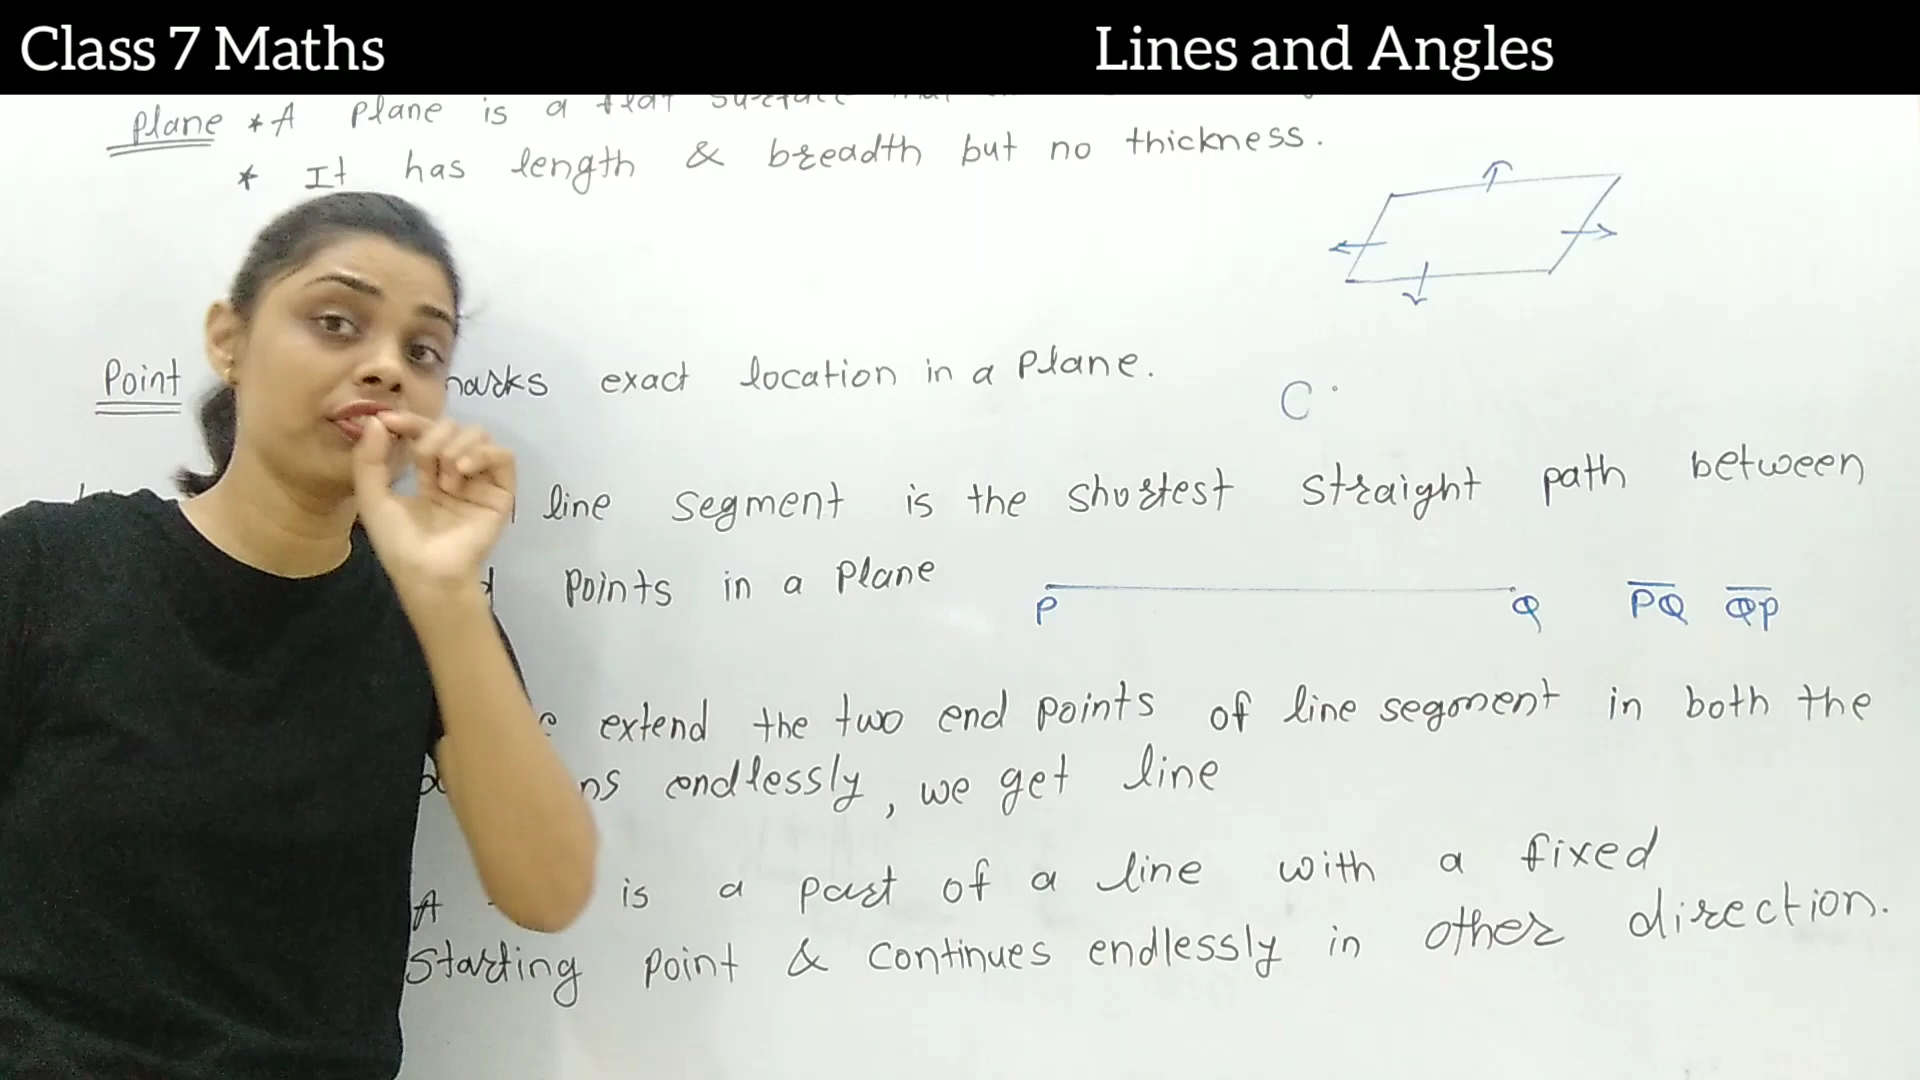 Class 7 Maths
Lines and Angles
Plane * A Plane is a flat surface
* It has length & breadth but no thickness.
Point marks exact location in a Plane.
C
line segment is the shortest straight path between
Points in a Plane
P Q PQ QP
extend the two end points of line segment in both the
endlessly, we get line
A is a part of a line with a fixed
starting point & continues endlessly in other direction.